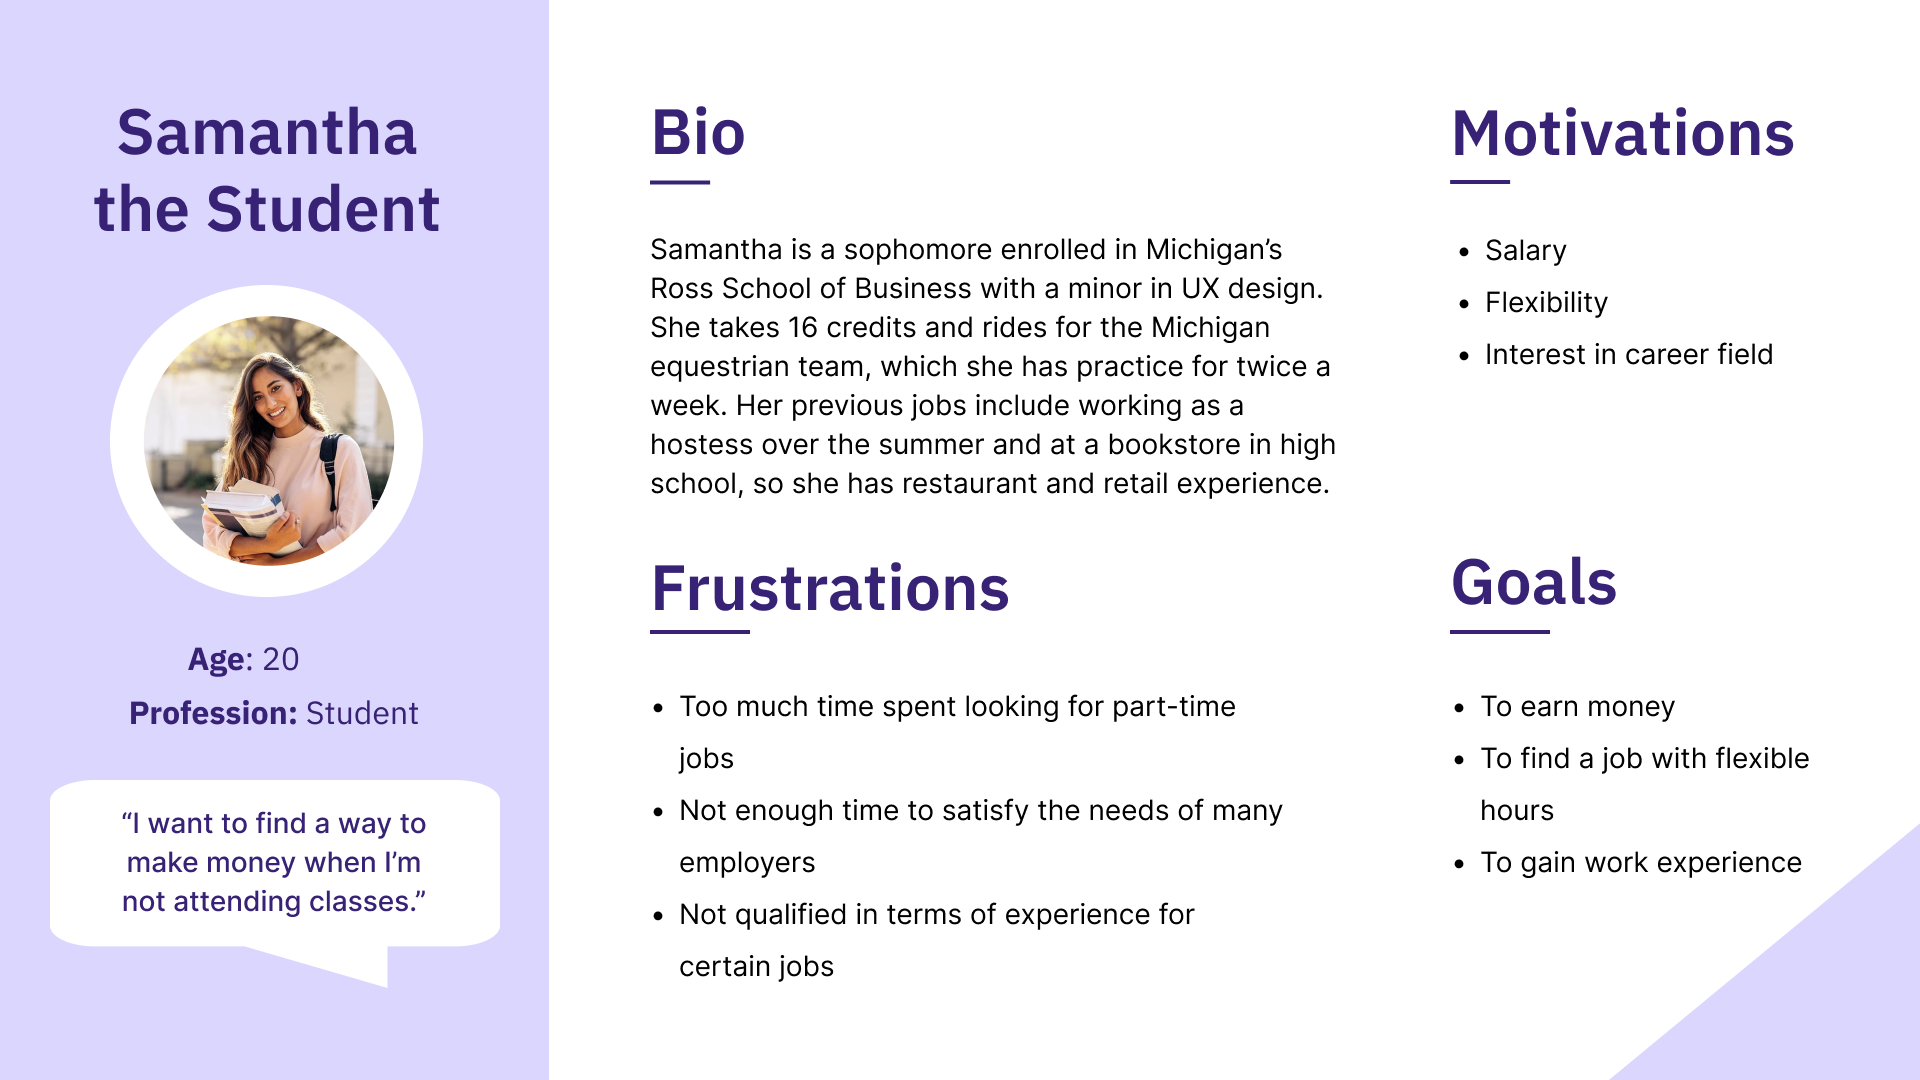 Samantha
the Student
Age: 20
Profession: Student
“I want to find a way to
make money when I’m
not attending classes.”
Bio
Samantha is a sophomore enrolled in Michigan’s
Ross School of Business with a minor in UX design.
She takes 16 credits and rides for the Michigan
equestrian team, which she has practice for twice a
week. Her previous jobs include working as a
hostess over the summer and at a bookstore in high
school, so she has restaurant and retail experience.
Motivations
• Salary
• Flexibility
• Interest in career field
Frustrations
• Too much time spent looking for part-time
jobs
• Not enough time to satisfy the needs of many
employers
• Not qualified in terms of experience for
certain jobs
Goals
• To earn money
• To find a job with flexible
hours
• To gain work experience